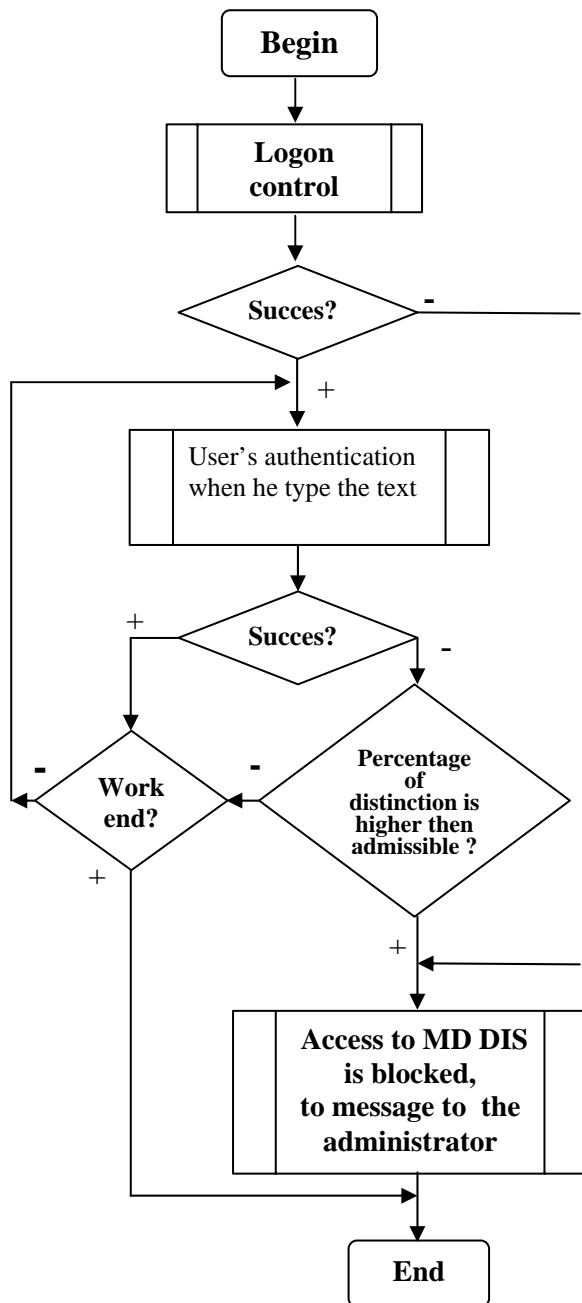 Begin
Logon
control
Succes?
-
+
User's authentication
when he type the text
+
Succes?
-
-
Work
end?
-
Percentage
of
distinction is
higher then
admissible ?
+
+
Access to MD DIS
is blocked,
to message to the
administrator
End